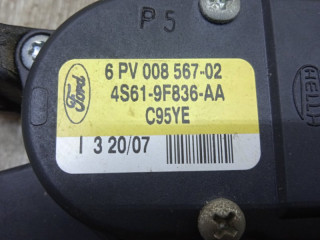 P 5
Ford
6 PV 008 567-02
4S61-9F836-AA
C95YE
I 3 20/07
HELLA